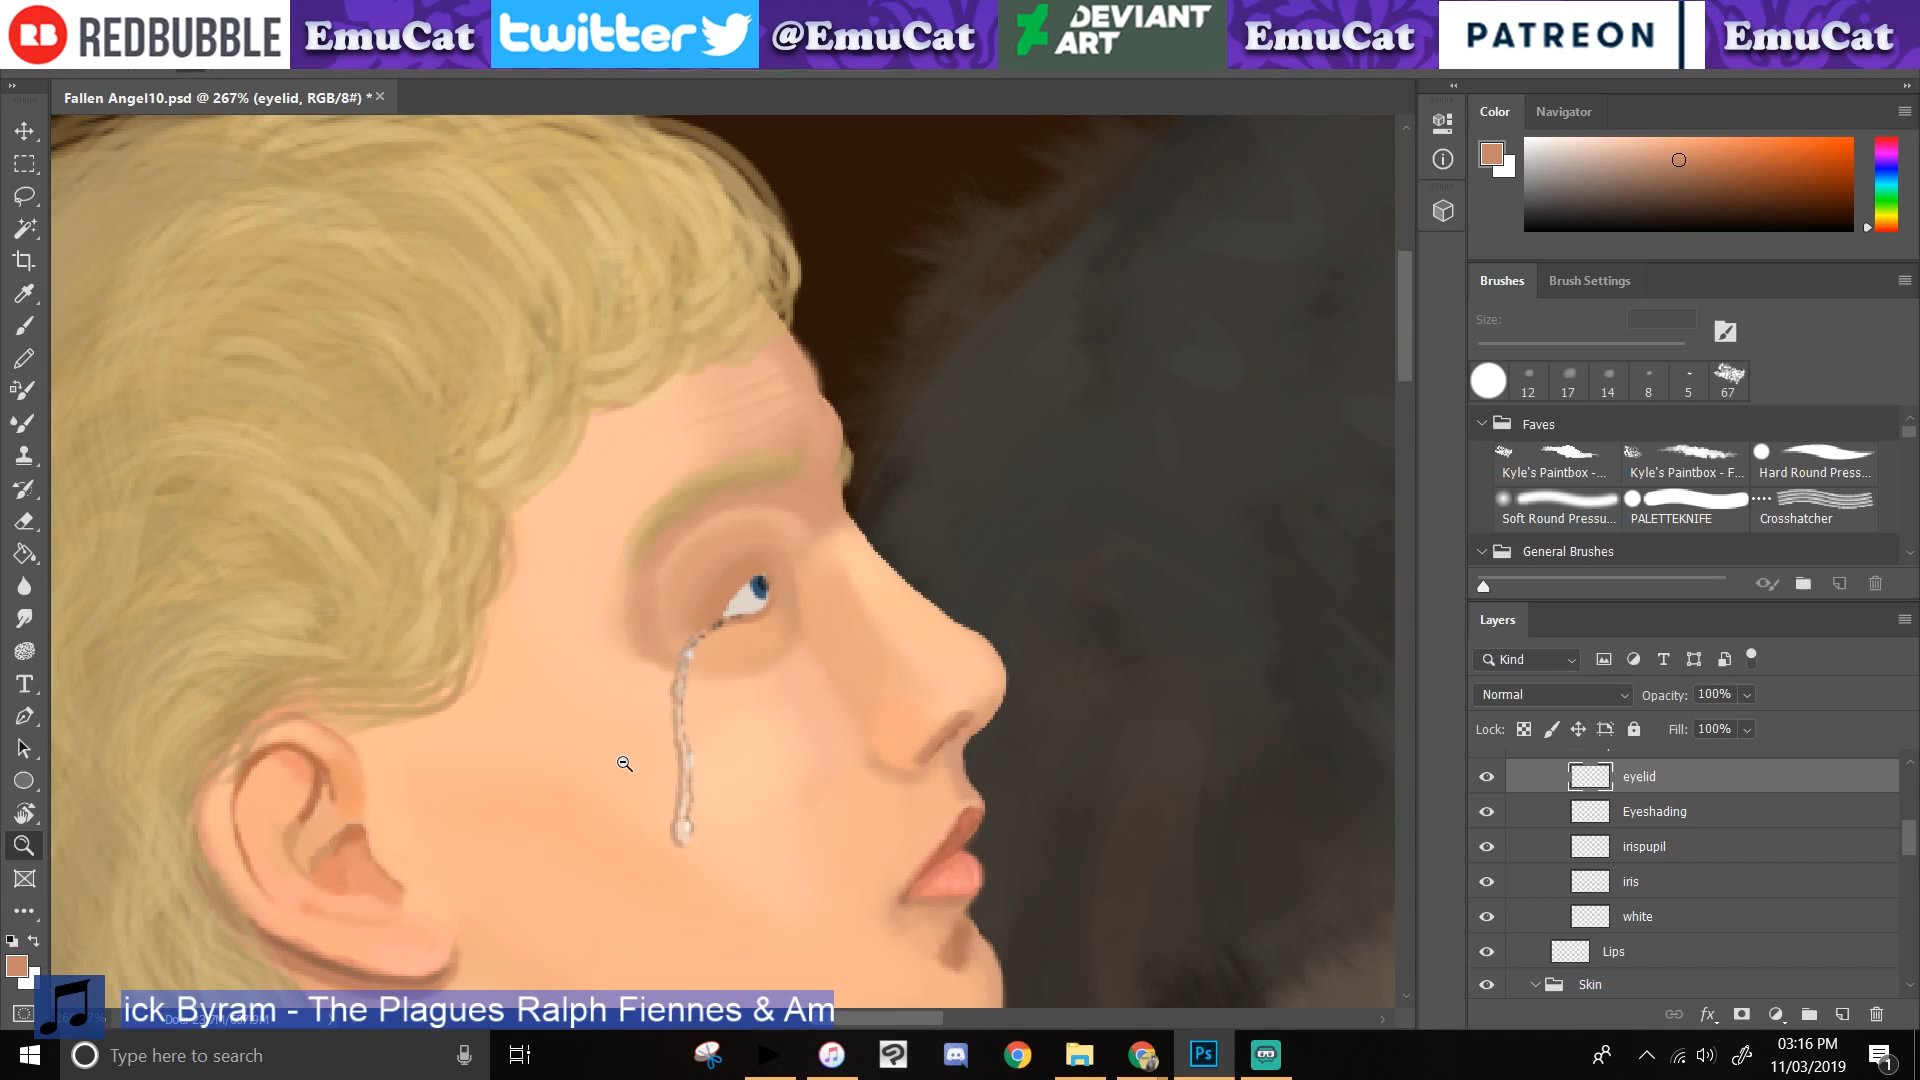 REDBUBBLE EmuCat twitter @EmuCat DEVIANT ART EmuCat PATREON EmuCat
Fallen Angel10.psd @ 267% (eyelid, RGB/8#) *
Color Navigator
Brushes Brush Settings
Size:
12 17 14 8 5 67
Faves
Kyle's Paintbox -... Kyle's Paintbox - F... Hard Round Press...
Soft Round Pressu... PALETTEKNIFE Crosshatcher
General Brushes
Layers
Kind
Normal Opacity: 100%
Lock: Fill: 100%
eyelid
Eyeshading
irispupil
iris
white
Lips
Skin
ick Byram - The Plagues Ralph Fiennes & Am
Type here to search
03:16 PM
11/03/2019
1